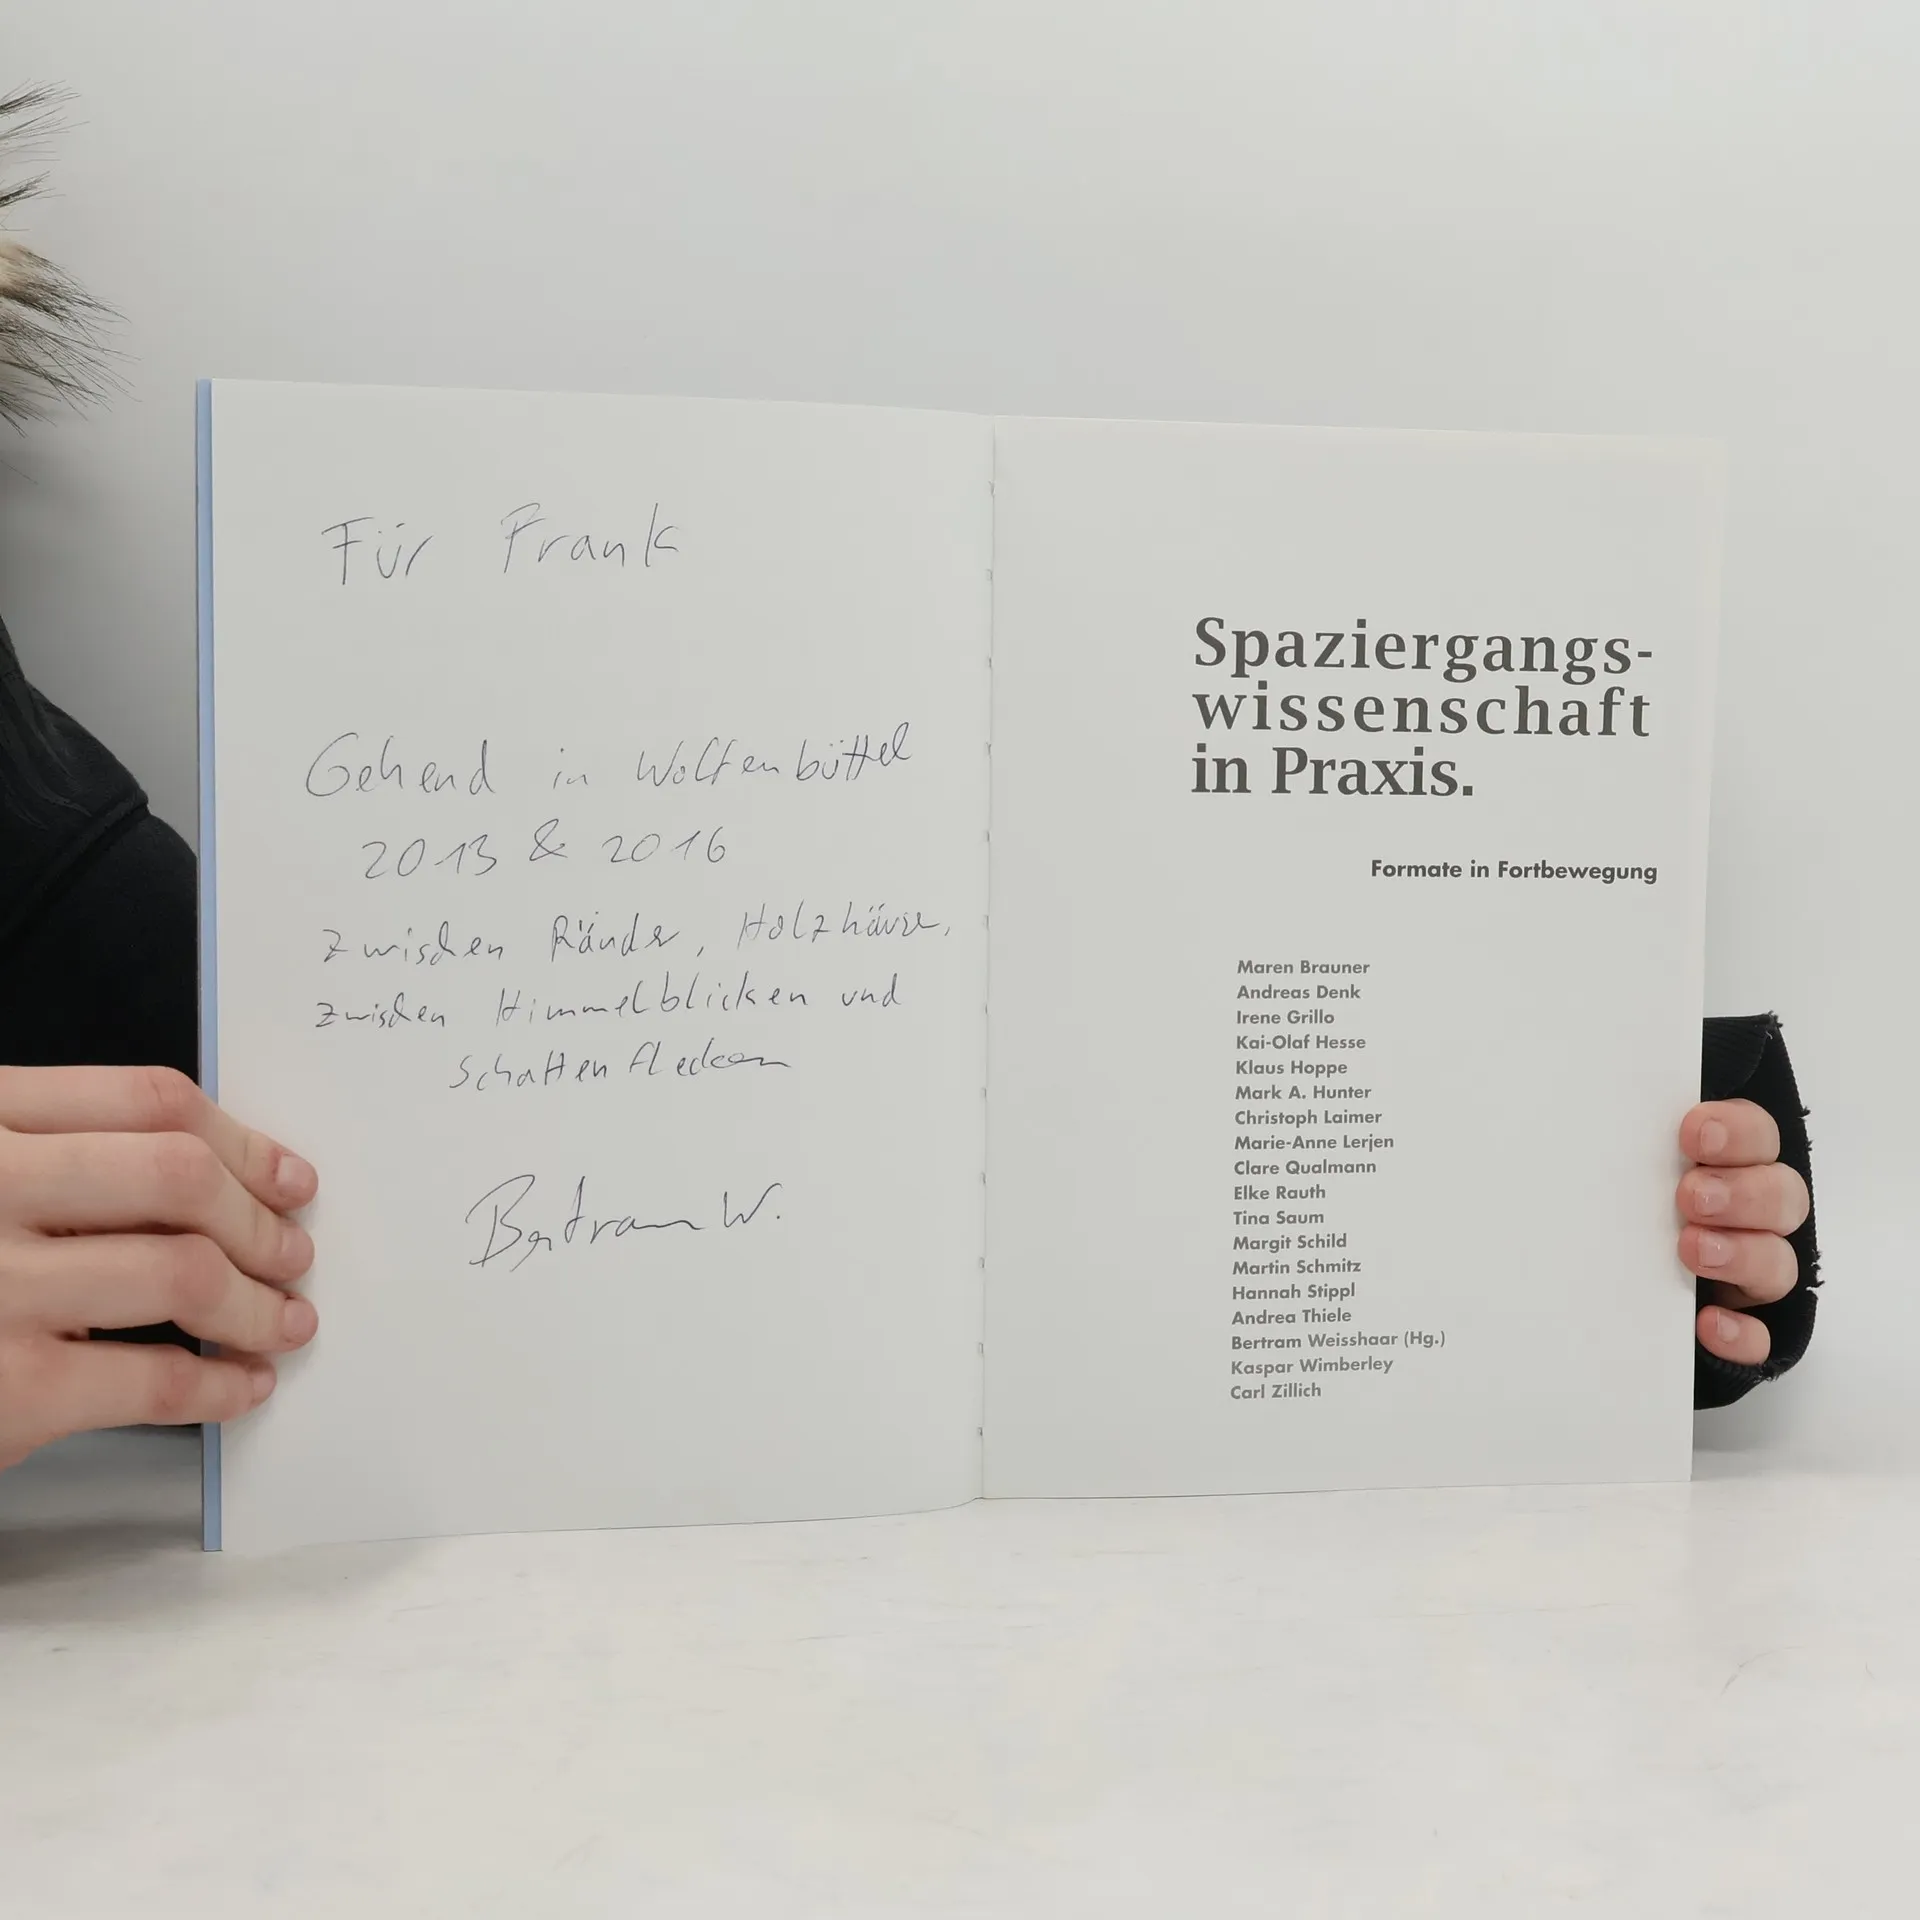 Für Frank
Gehend in Wolfenbüttel
2013 & 2016
zwischen Ränder, Holzhäuser,
zwischen Himmelblicken und
Schattenflecken
Bertram W.
Spaziergangs-
wissenschaft
in Praxis.
Formate in Fortbewegung
Maren Brauner
Andreas Denk
Irene Grillo
Kai-Olaf Hesse
Klaus Hoppe
Mark A. Hunter
Christoph Laimer
Marie-Anne Lerjen
Clare Qualmann
Elke Rauth
Tina Saum
Margit Schild
Martin Schmitz
Hannah Stippl
Andrea Thiele
Bertram Weisshaar (Hg.)
Kaspar Wimberley
Carl Zillich